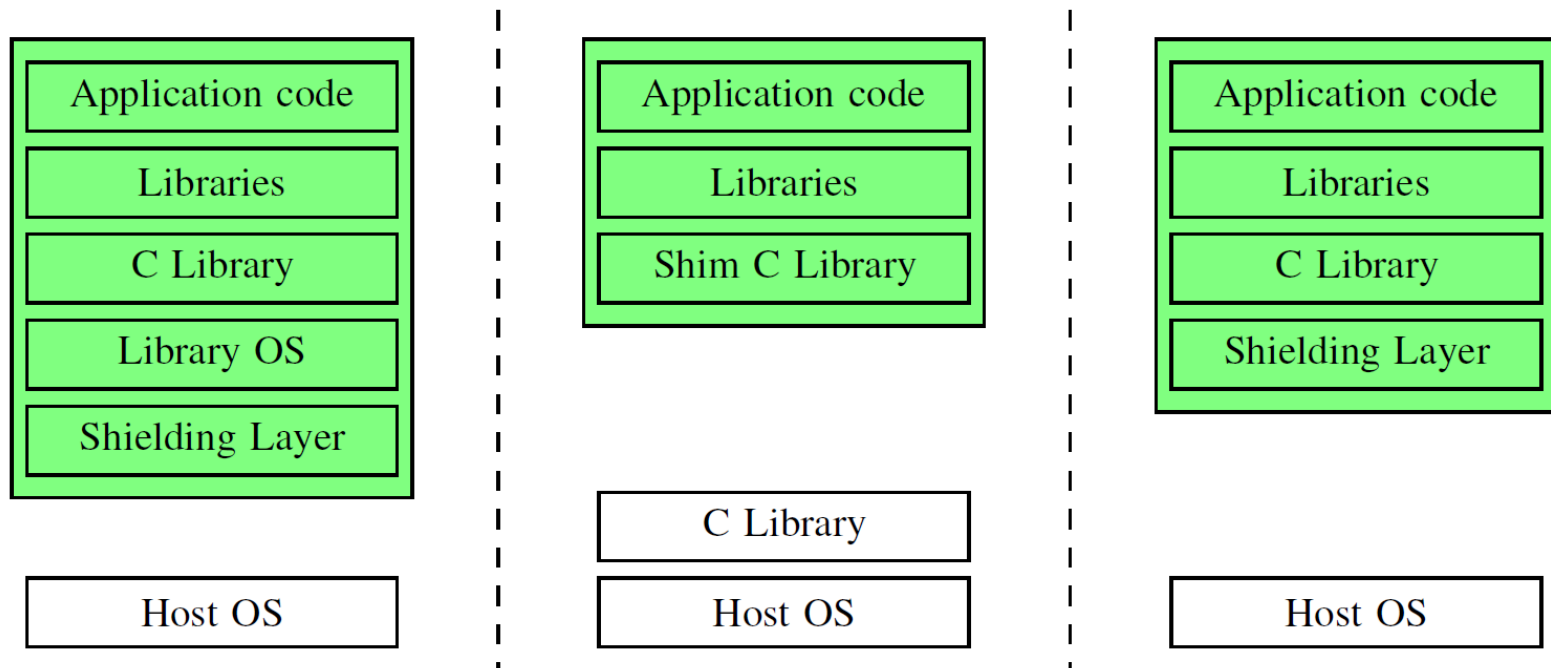 Application code
Libraries
C Library
Library OS
Shielding Layer
Host OS
Application code
Libraries
Shim C Library
C Library
Host OS
Application code
Libraries
C Library
Shielding Layer
Host OS